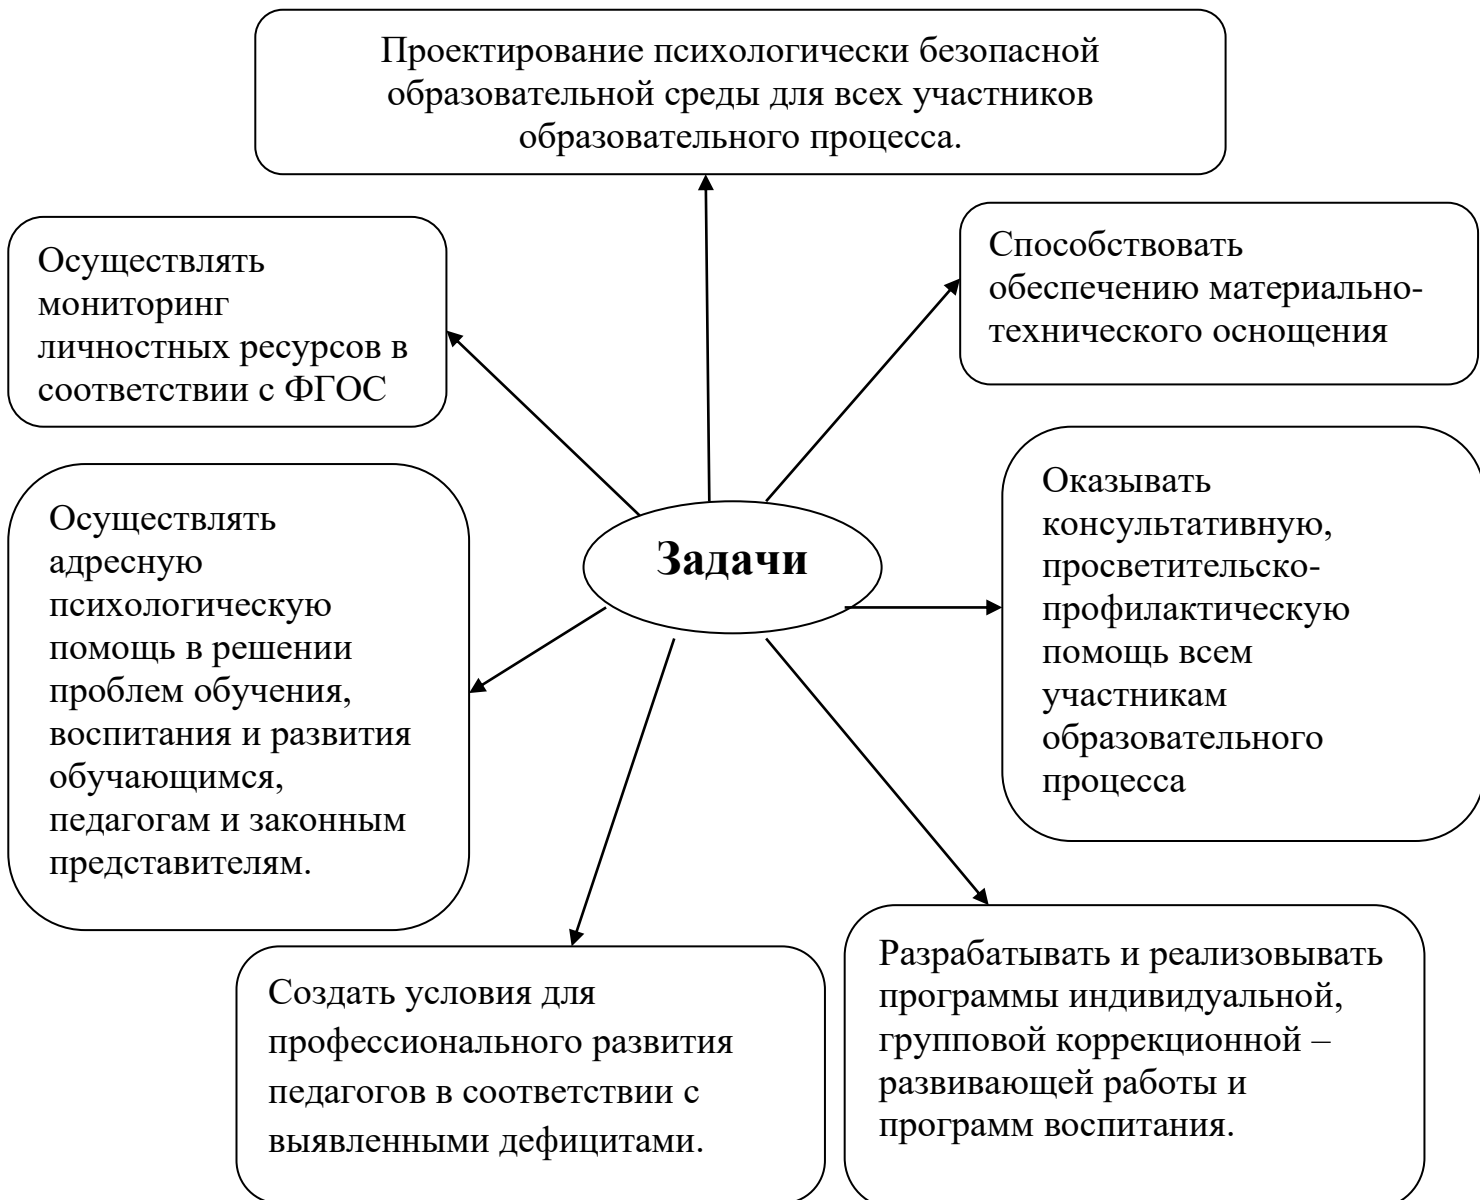 Проектирование психологически безопасной
образовательной среды для всех участников
образовательного процесса.
Осуществлять
мониторинг
личностных ресурсов в
соответствии с ФГОС
Способствовать
обеспечению материально-
технического оснощения
Осуществлять
адресную
психологическую
помощь в решении
проблем обучения,
воспитания и развития
обучающимся,
педагогам и законным
представителям.
Задачи
Оказывать
консультативную,
просветительско-
профилактическую
помощь всем
участникам
образовательного
процесса
Создать условия для
профессионального развития
педагогов в соответствии с
выявленными дефицитами.
Разрабатывать и реализовывать
программы индивидуальной,
групповой коррекционной –
развивающей работы и
программ воспитания.